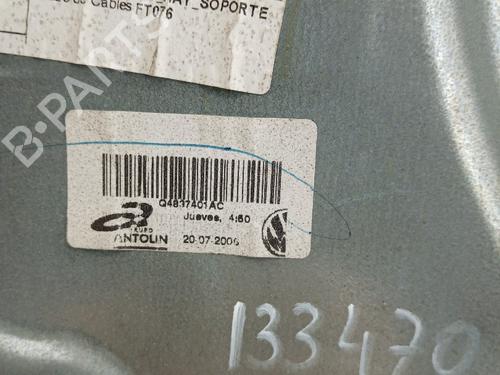 SOPORTE
Cables FT076
B-PARTS
Q4837401AC
Jueves, 4:50
GRUPO
ANTOLIN 20-07-2006
133470